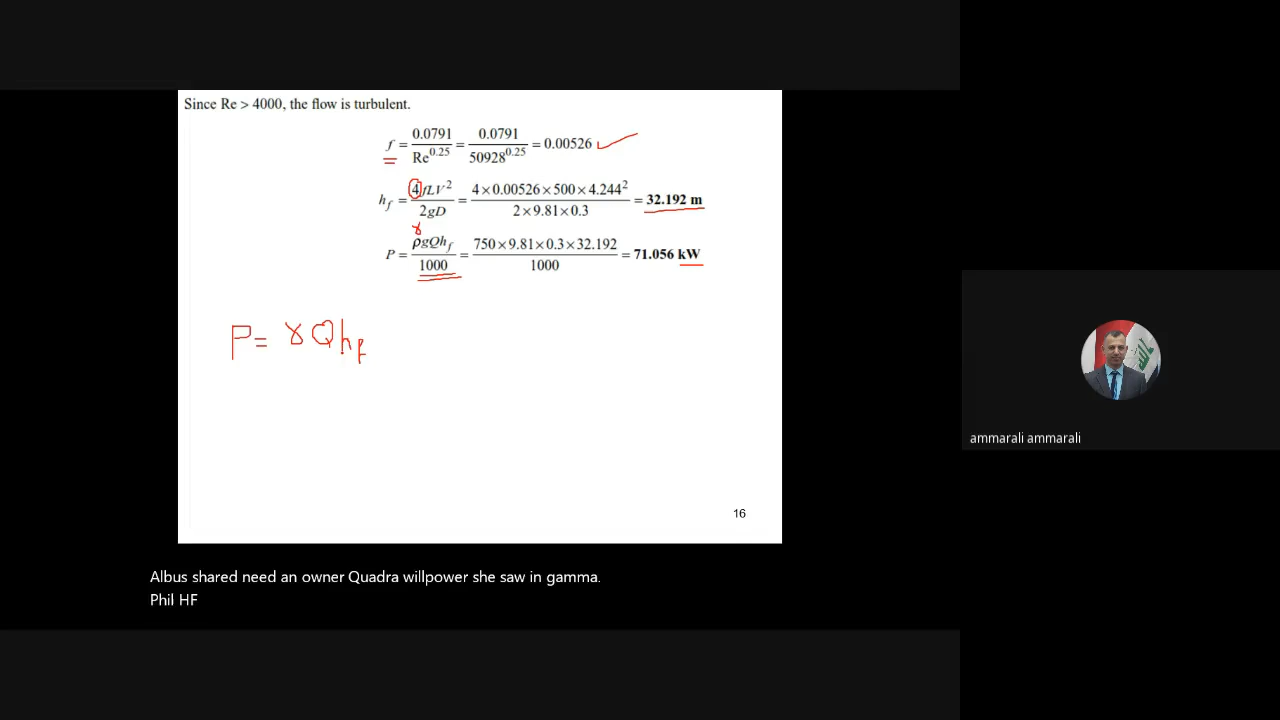 Since Re > 4000, the flow is turbulent.
f = 0.0791 / Re^0.25 = 0.0791 / 50928^0.25 = 0.00526 ✓
h_f = 4fLV² / 2gD = 4×0.00526×500×4.244² / 2×9.81×0.3 = 32.192 m
γ
P = ρgQh_f / 1000 = 750×9.81×0.3×32.192 / 1000 = 71.056 kW
P = γQh_f
16
ammarali ammarali
Albus shared need an owner Quadra willpower she saw in gamma.
Phil HF